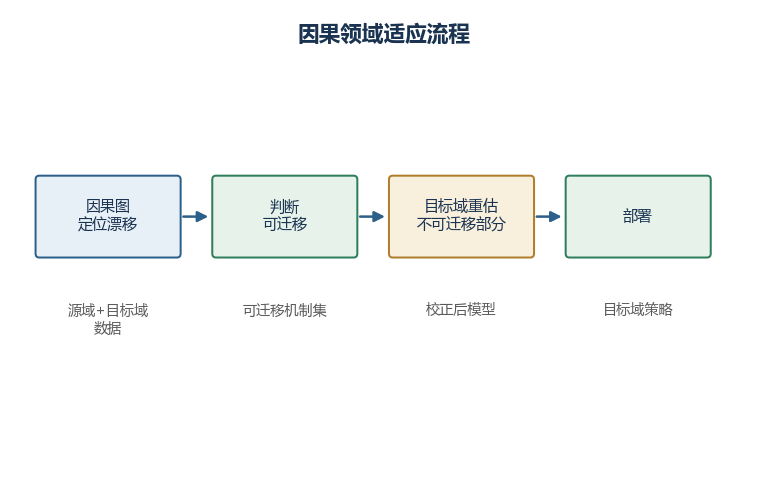 因果领域适应流程
因果图
定位漂移
判断
可迁移
目标域重估
不可迁移部分
部署
源域+目标域
数据
可迁移机制集
校正后模型
目标域策略